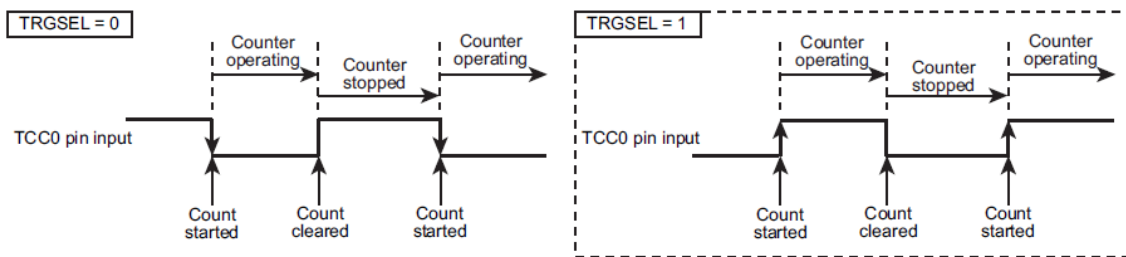 TRGSEL = 0
Counter
operating
Counter
stopped
Counter
operating
TCC0 pin input
Count
started
Count
cleared
Count
started
TRGSEL = 1
Counter
operating
Counter
stopped
Counter
operating
TCC0 pin input
Count
started
Count
cleared
Count
started